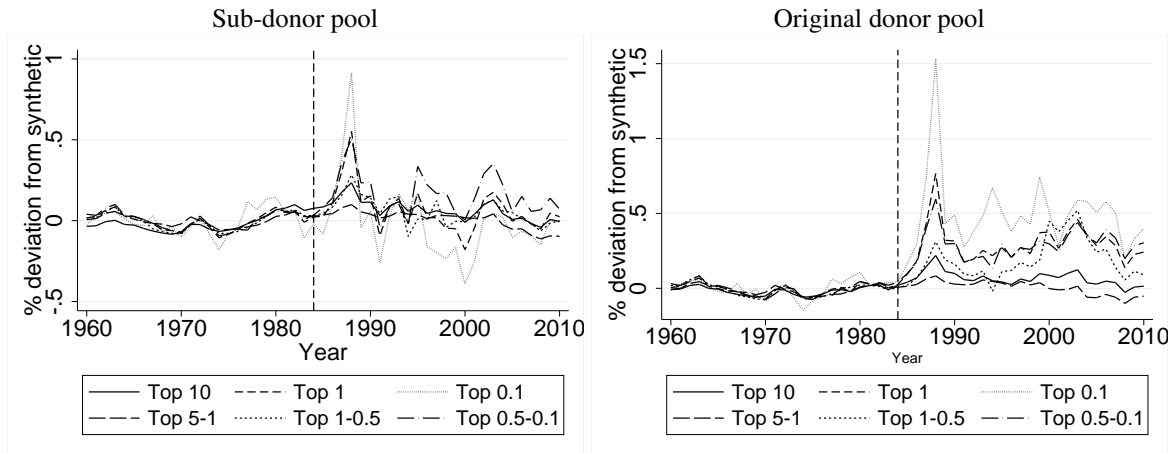 Sub-donor pool
% deviation from synthetic
1
.5
0
-.5
1960 1970 1980 1990 2000 2010
Year
Top 10 Top 1 Top 0.1
Top 5-1 Top 1-0.5 Top 0.5-0.1
Original donor pool
% deviation from synthetic
1.5
1
.5
0
1960 1970 1980 1990 2000 2010
Year
Top 10 Top 1 Top 0.1
Top 5-1 Top 1-0.5 Top 0.5-0.1